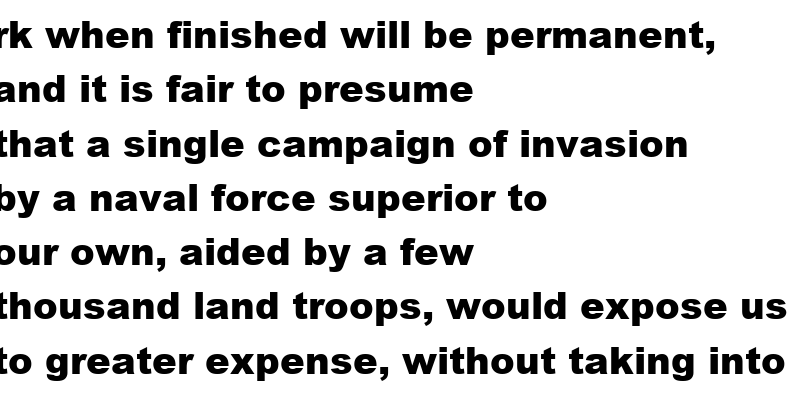 rk when finished will be permanent,
and it is fair to presume
that a single campaign of invasion
by a naval force superior to
our own, aided by a few
thousand land troops, would expose us
to greater expense, without taking into